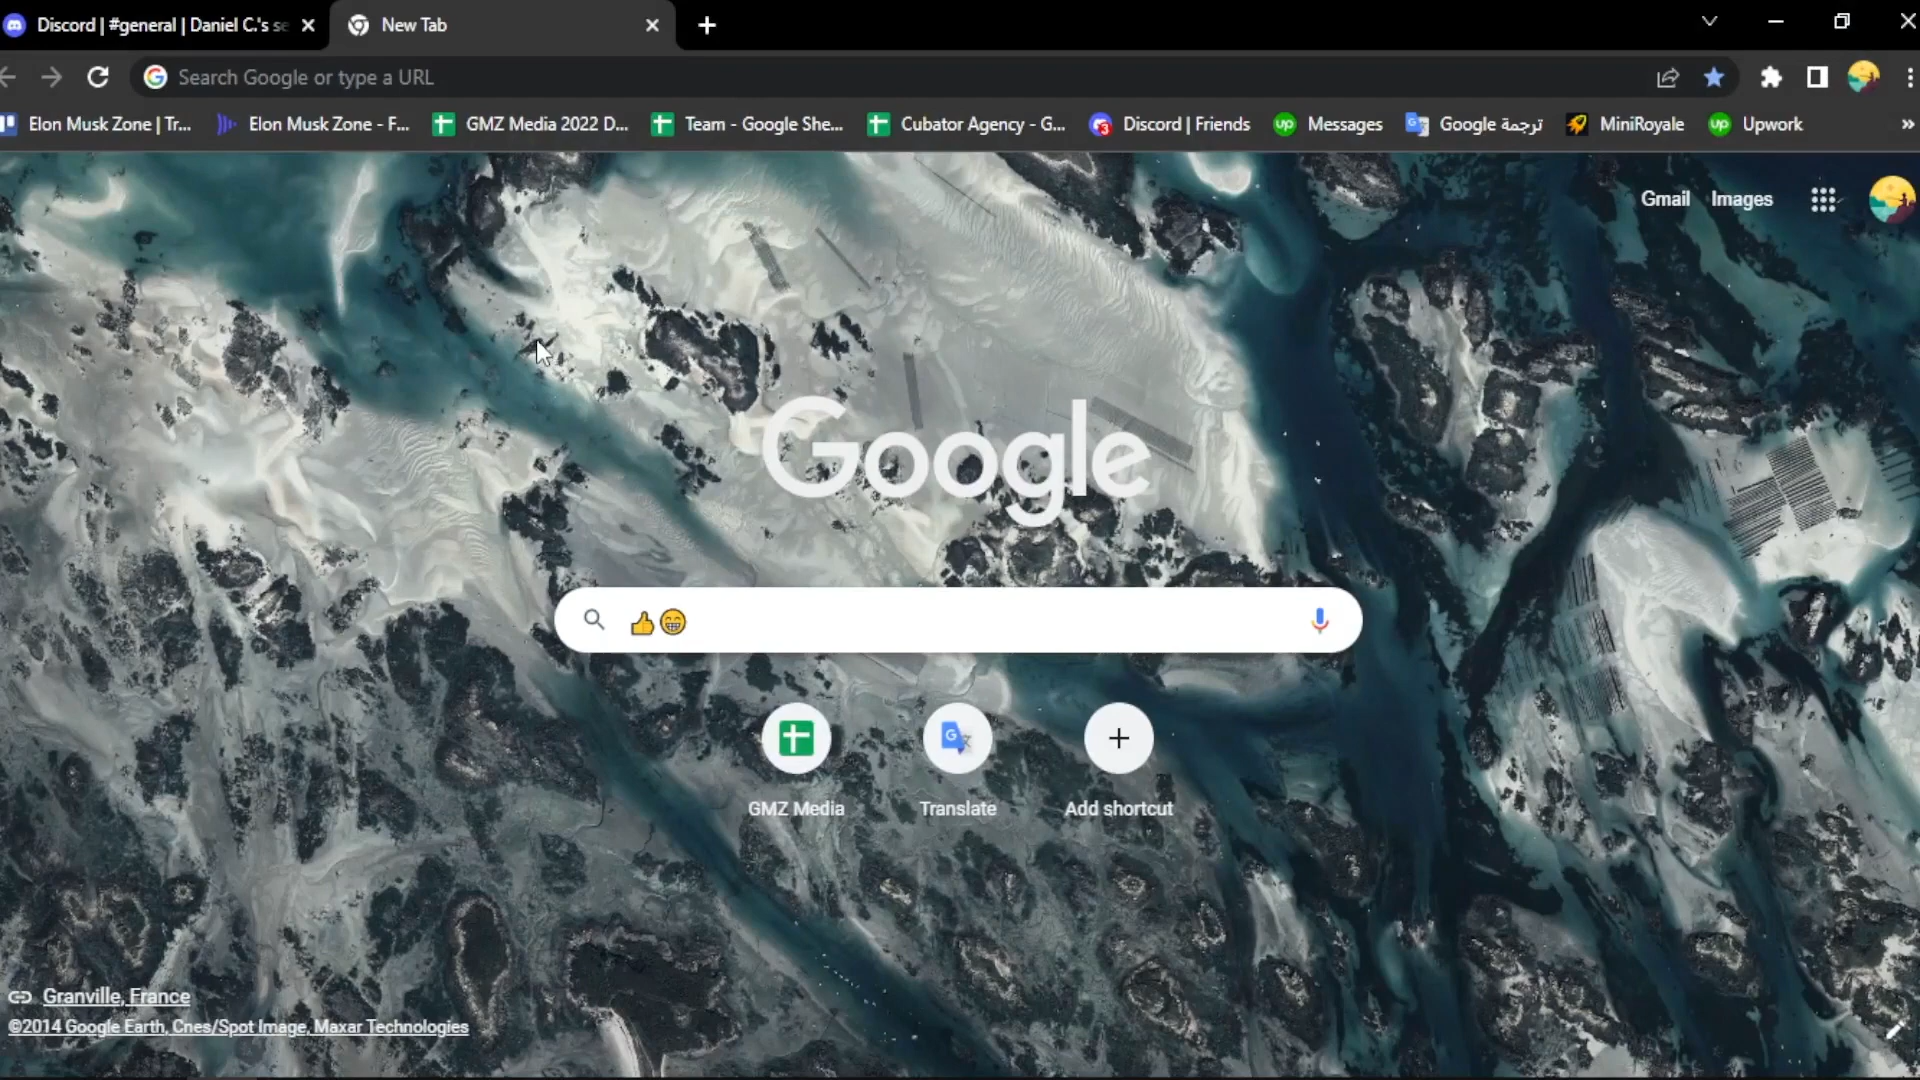 Discord | #general | Daniel C.'s se
New Tab
Search Google or type a URL
Elon Musk Zone | Tr...
Elon Musk Zone - F...
GMZ Media 2022 D...
Team - Google She...
Cubator Agency - G...
Discord | Friends
Messages
ترجمة Google
MiniRoyale
Upwork
»
Gmail
Images
Google
👍😁
GMZ Media
Translate
Add shortcut
Granville, France
©2014 Google Earth, Cnes/Spot Image, Maxar Technologies